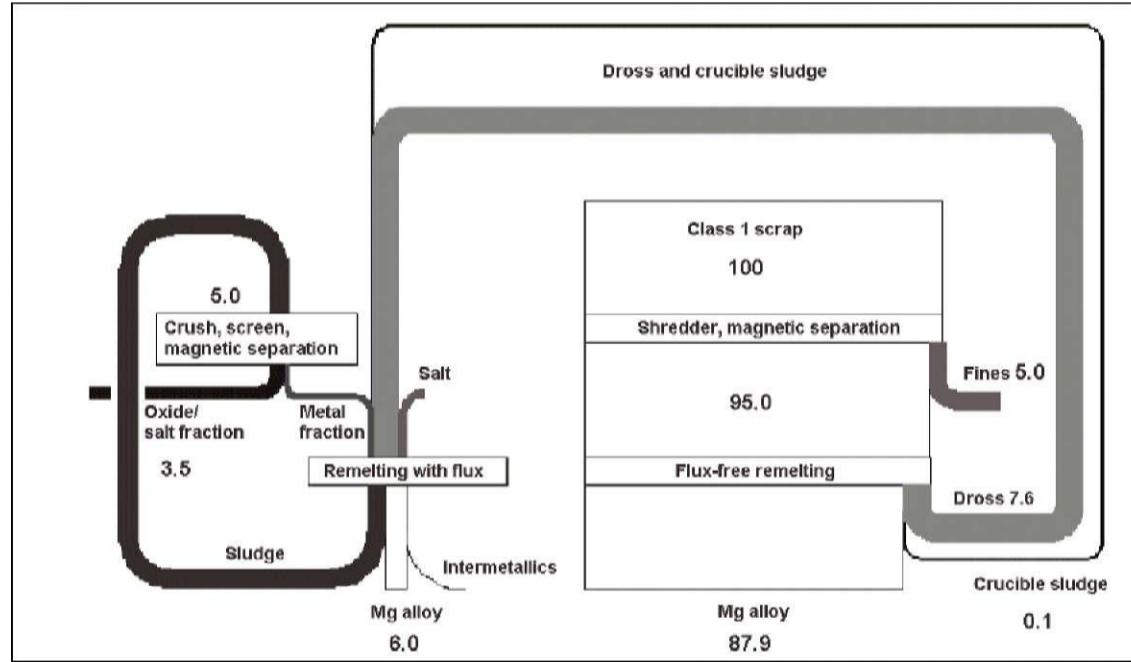 Dross and crucible sludge
Class 1 scrap
100
5.0
Crush, screen,
magnetic separation
Shredder, magnetic separation
Salt
Fines 5.0
95.0
Oxide/
salt fraction
Metal
fraction
3.5
Remelting with flux
Flux-free remelting
Dross 7.6
Sludge
Intermetallics
Crucible sludge
0.1
Mg alloy
6.0
Mg alloy
87.9